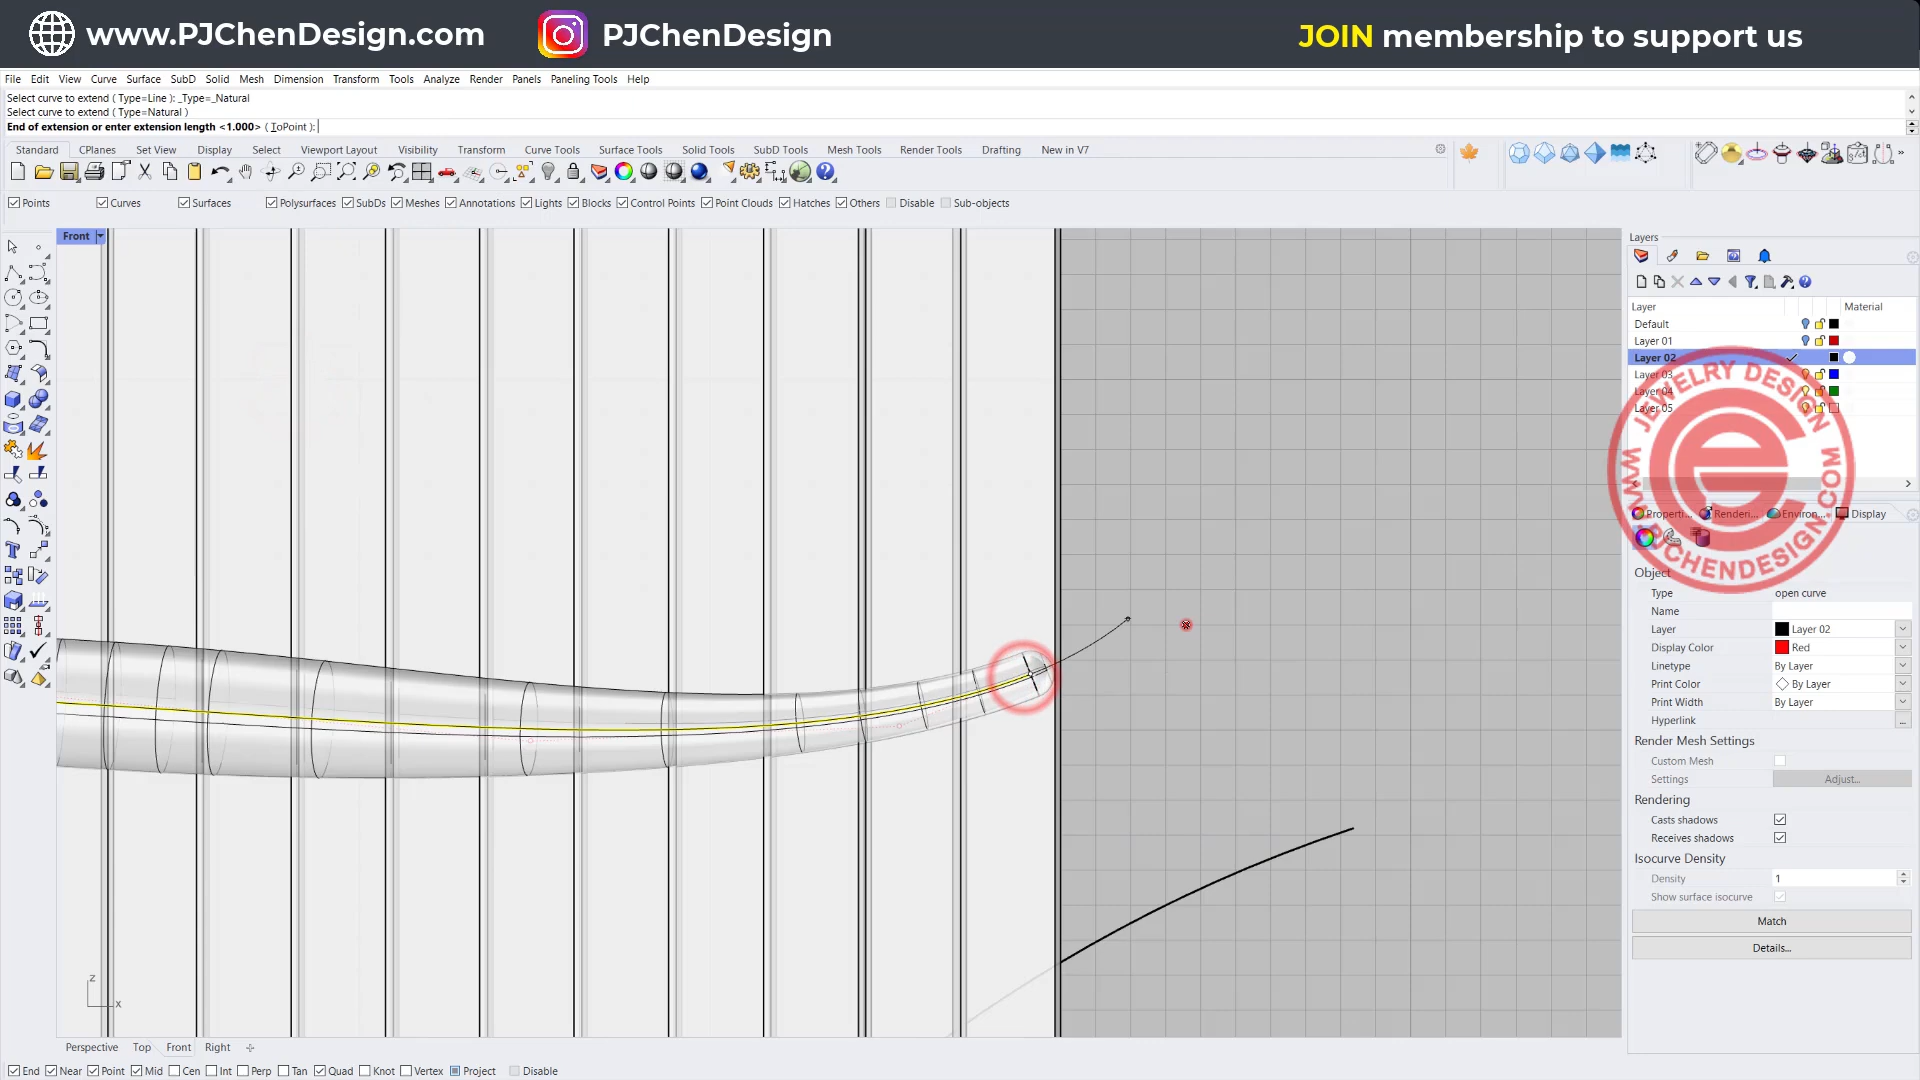 www.PJChenDesign.com PJChenDesign JOIN membership to support us
File Edit View Curve Surface SubD Solid Mesh Dimension Transform Tools Analyze Render Panels Paneling Tools Help
Select curve to extend ( Type=Line ): _Type=_Natural
Select curve to extend ( Type=Natural )
End of extension or enter extension length <1.000> ( ToPoint ):
Standard CPlanes Set View Display Select Viewport Layout Visibility Transform Curve Tools Surface Tools Solid Tools SubD Tools Mesh Tools Render Tools Drafting New in V7
Points Curves Surfaces Polysurfaces SubDs Meshes Annotations Lights Blocks Control Points Point Clouds Hatches Others Disable Sub-objects
Front
Layers
Layer Material
Default
Layer 01
Layer 02
Layer 03
Layer 04
Layer 05
JEWELRY DESIGN
WWW.PJCHENDESIGN.COM
Properti... Renderi... Environ... Display
Object
Type open curve
Name
Layer Layer 02
Display Color Red
Linetype By Layer
Print Color By Layer
Print Width By Layer
Hyperlink ...
Render Mesh Settings
Custom Mesh
Settings Adjust...
Rendering
Casts shadows
Receives shadows
Isocurve Density
Density 1
Show surface isocurve
Match
Details...
z
x
Perspective Top Front Right
End Near Point Mid Cen Int Perp Tan Quad Knot Vertex Project Disable